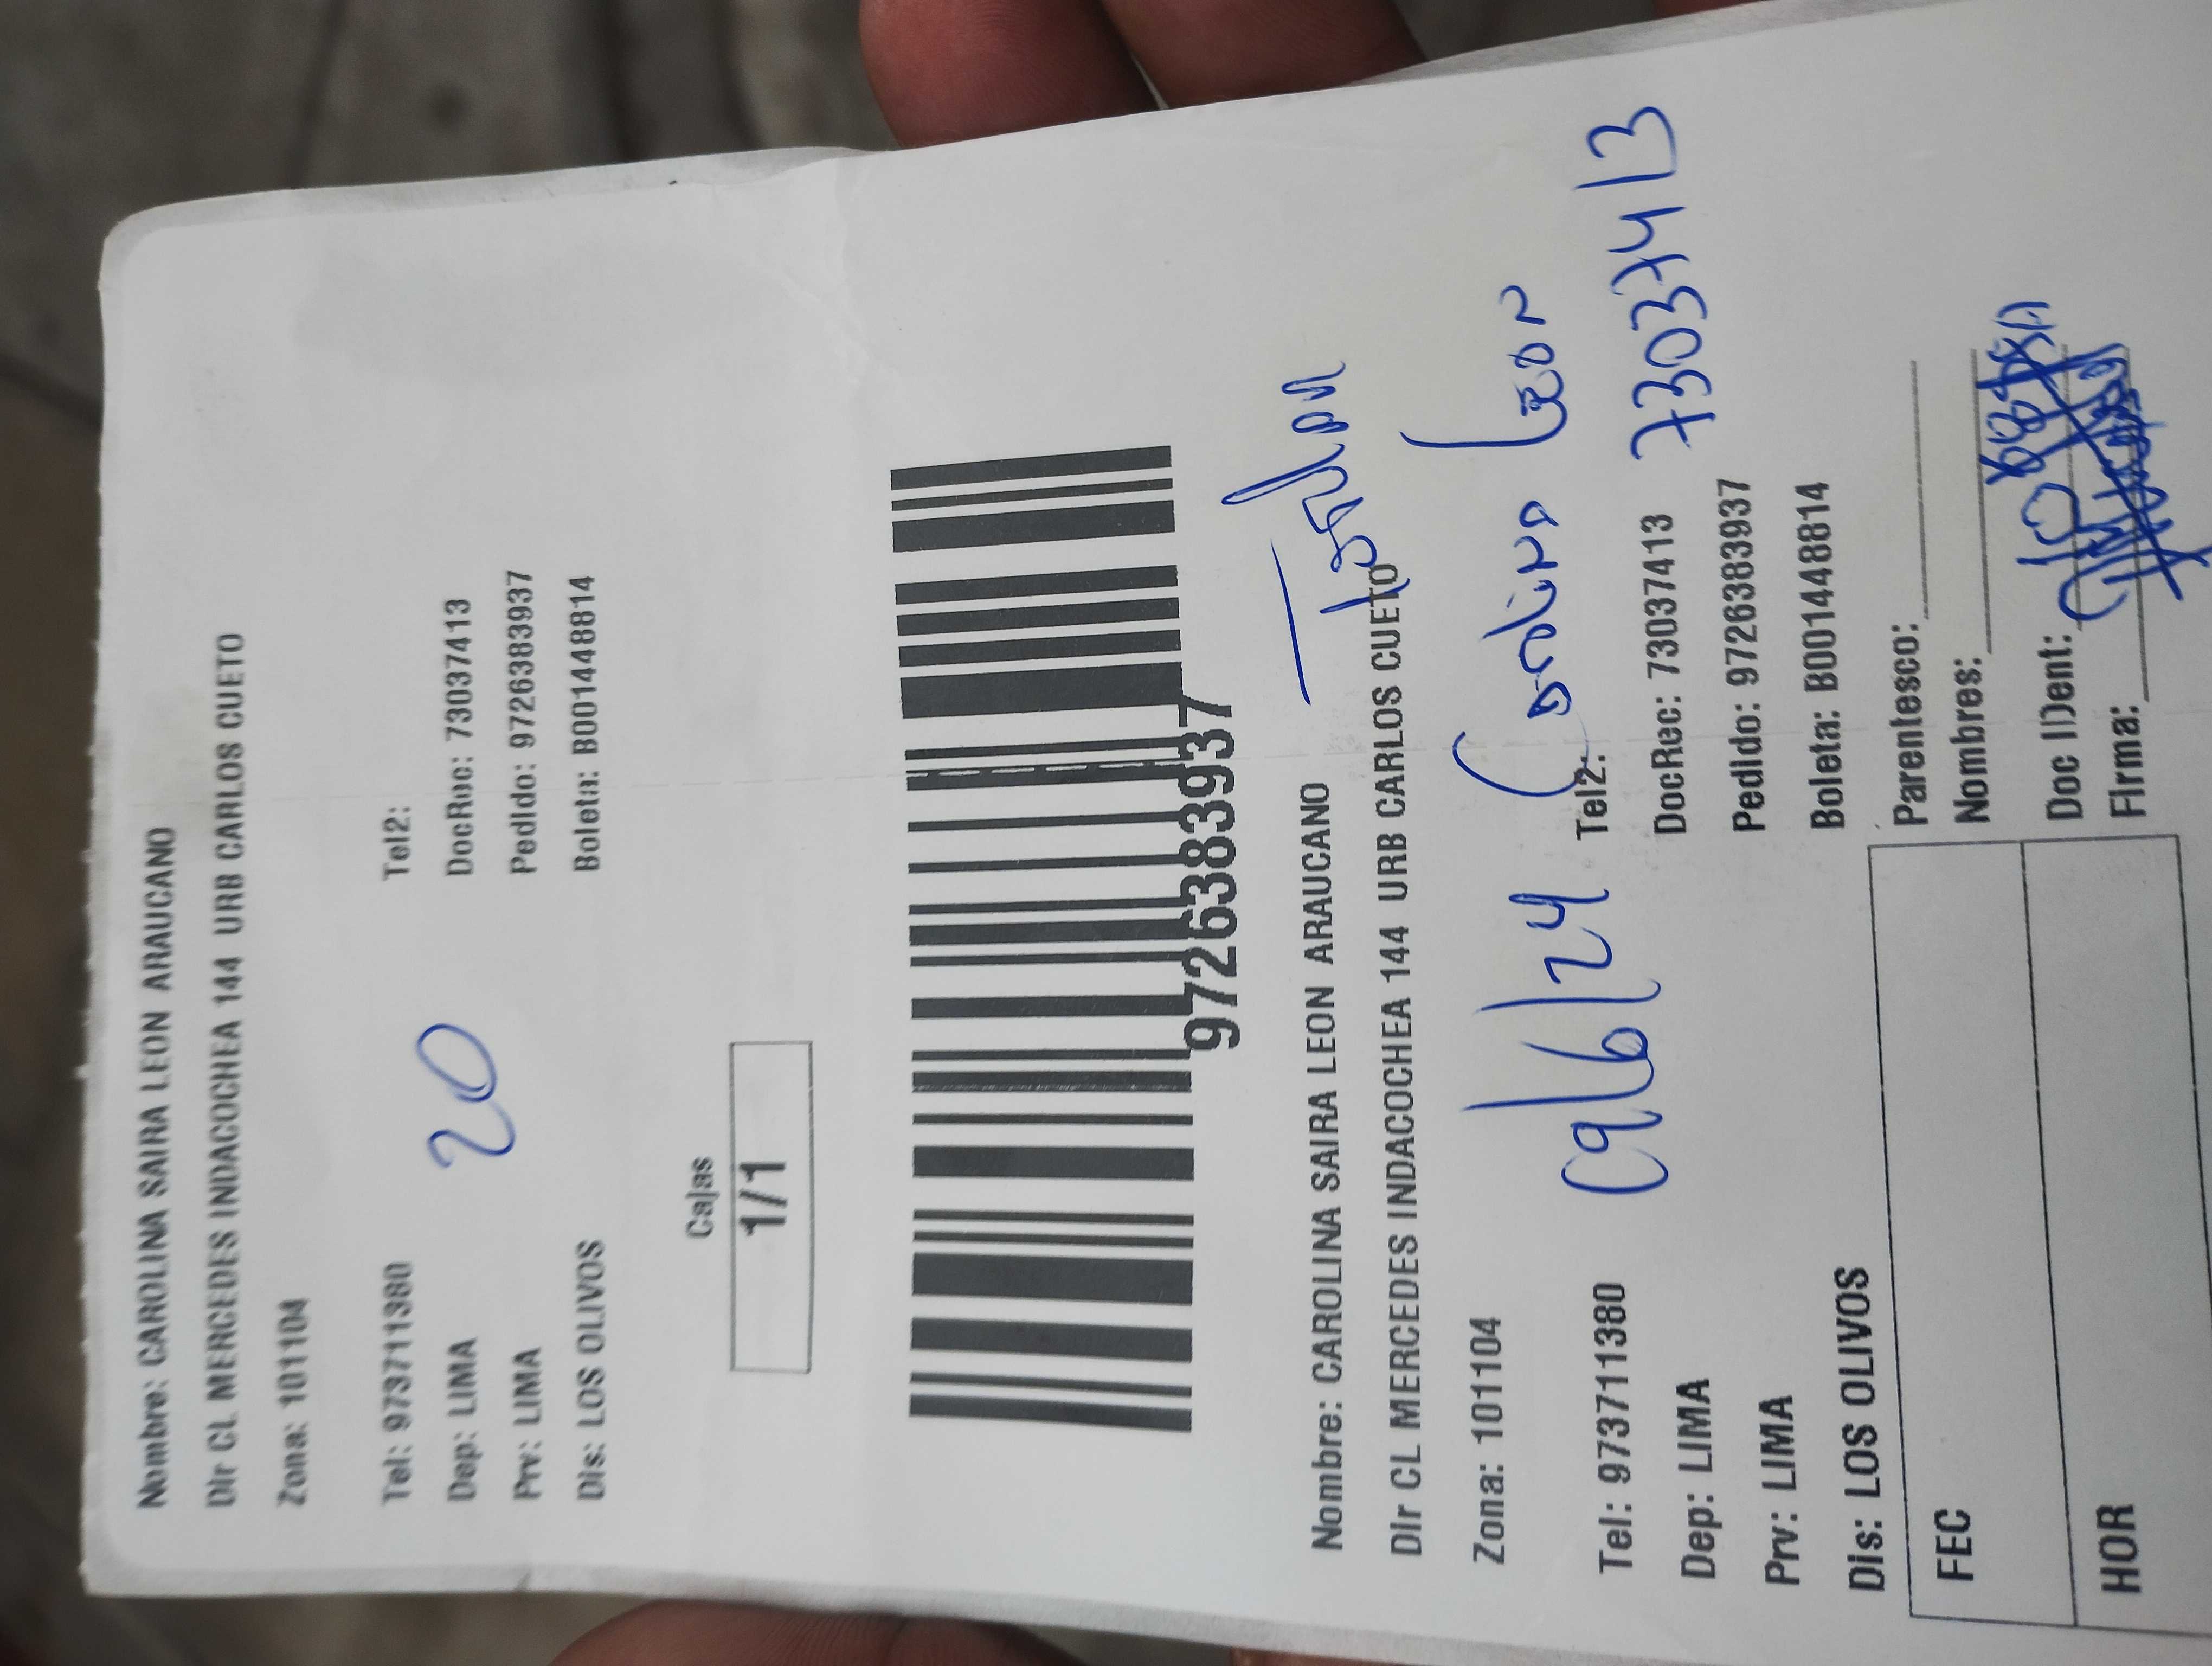 Nombre: CAROLINA SAIRA LEON ARAUCANO
Dir CL MERCEDES INDACOCHEA 144 URB CARLOS CUETO
Zona: 101104
Tel: 973711380 Tel2:
Dep: LIMA DocRec: 73037413
Prv: LIMA Pedido: 9726383937
Dis: LOS OLIVOS Boleta: B001448814
20
Cajas
1/1
9726383937
Nombre: CAROLINA SAIRA LEON ARAUCANO
Dir CL MERCEDES INDACOCHEA 144 URB CARLOS CUETO
Zona: 101104
Carolina Leon
9/6/24
73037413
Tel: 973711380 Tel2:
Dep: LIMA DocRec: 73037413
Prv: LIMA Pedido: 9726383937
Dis: LOS OLIVOS Boleta: B001448814
FEC Parentesco:
Nombres:
HOR Doc IDent:
Firma: